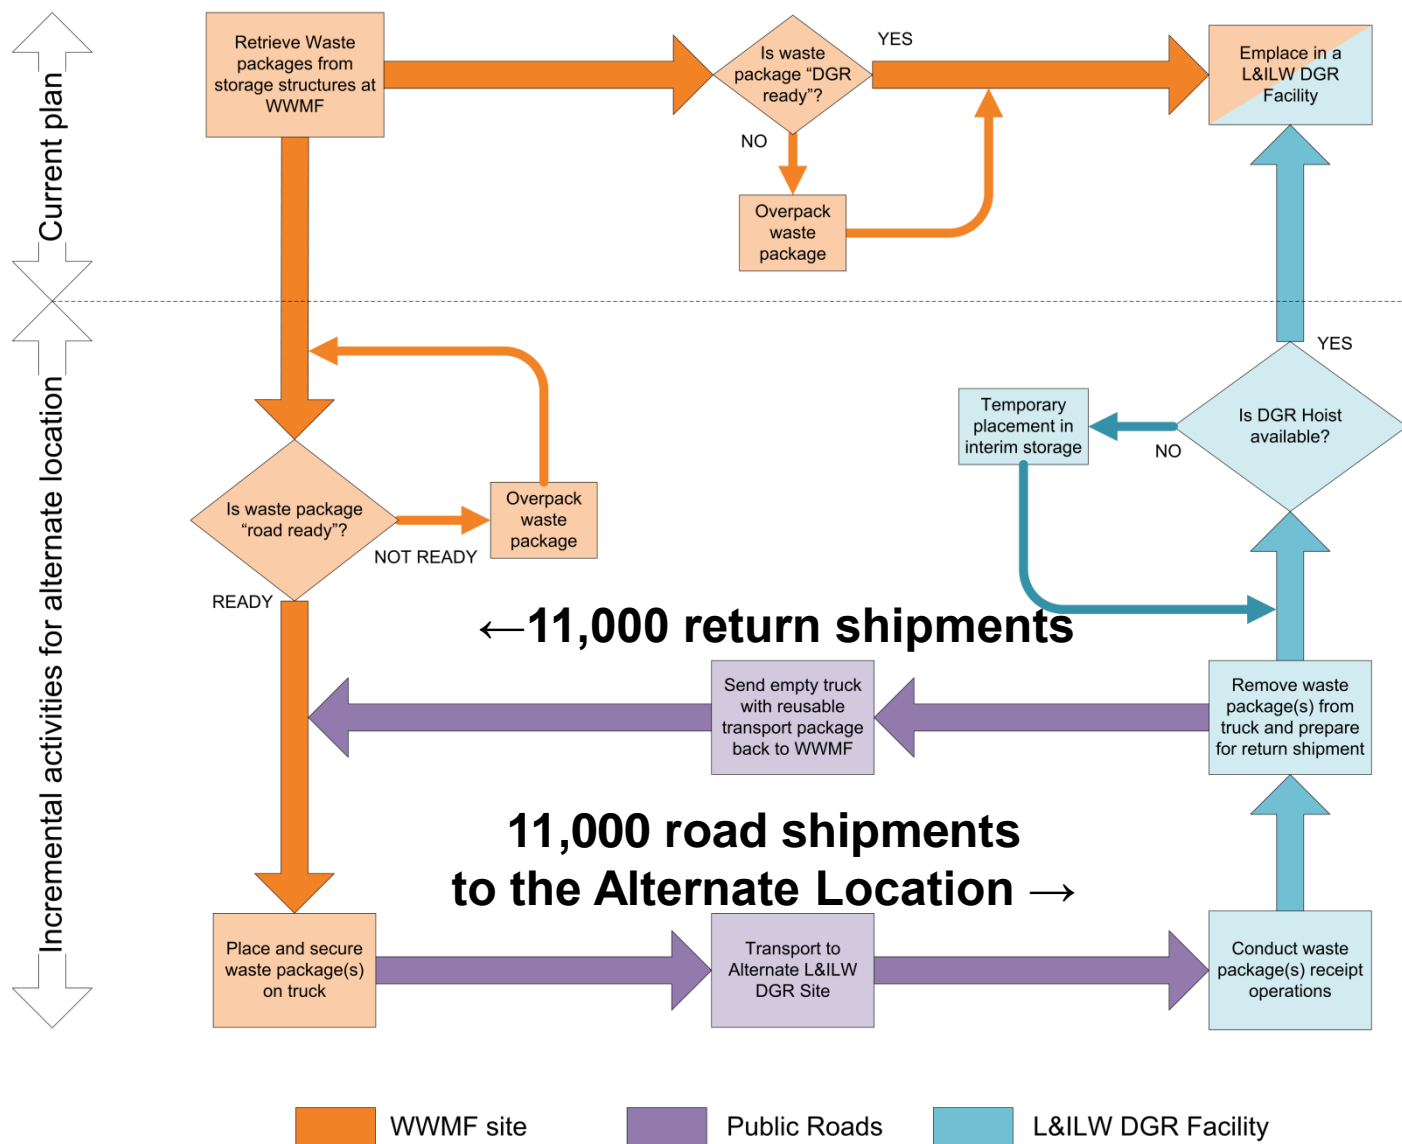 Current plan
Incremental activities for alternate location
Retrieve Waste
packages from
storage structures at
WWMF
Is waste
package “DGR
ready”?
YES
NO
Overpack
waste
package
Emplace in a
L&ILW DGR
Facility
YES
Is DGR Hoist
available?
NO
Temporary
placement in
interim storage
Is waste package
“road ready”?
NOT READY
Overpack
waste
package
READY
←11,000 return shipments
Send empty truck
with reusable
transport package
back to WWMF
Remove waste
package(s) from
truck and prepare
for return shipment
11,000 road shipments
to the Alternate Location →
Place and secure
waste package(s)
on truck
Transport to
Alternate L&ILW
DGR Site
Conduct waste
package(s) receipt
operations
WWMF site
Public Roads
L&ILW DGR Facility